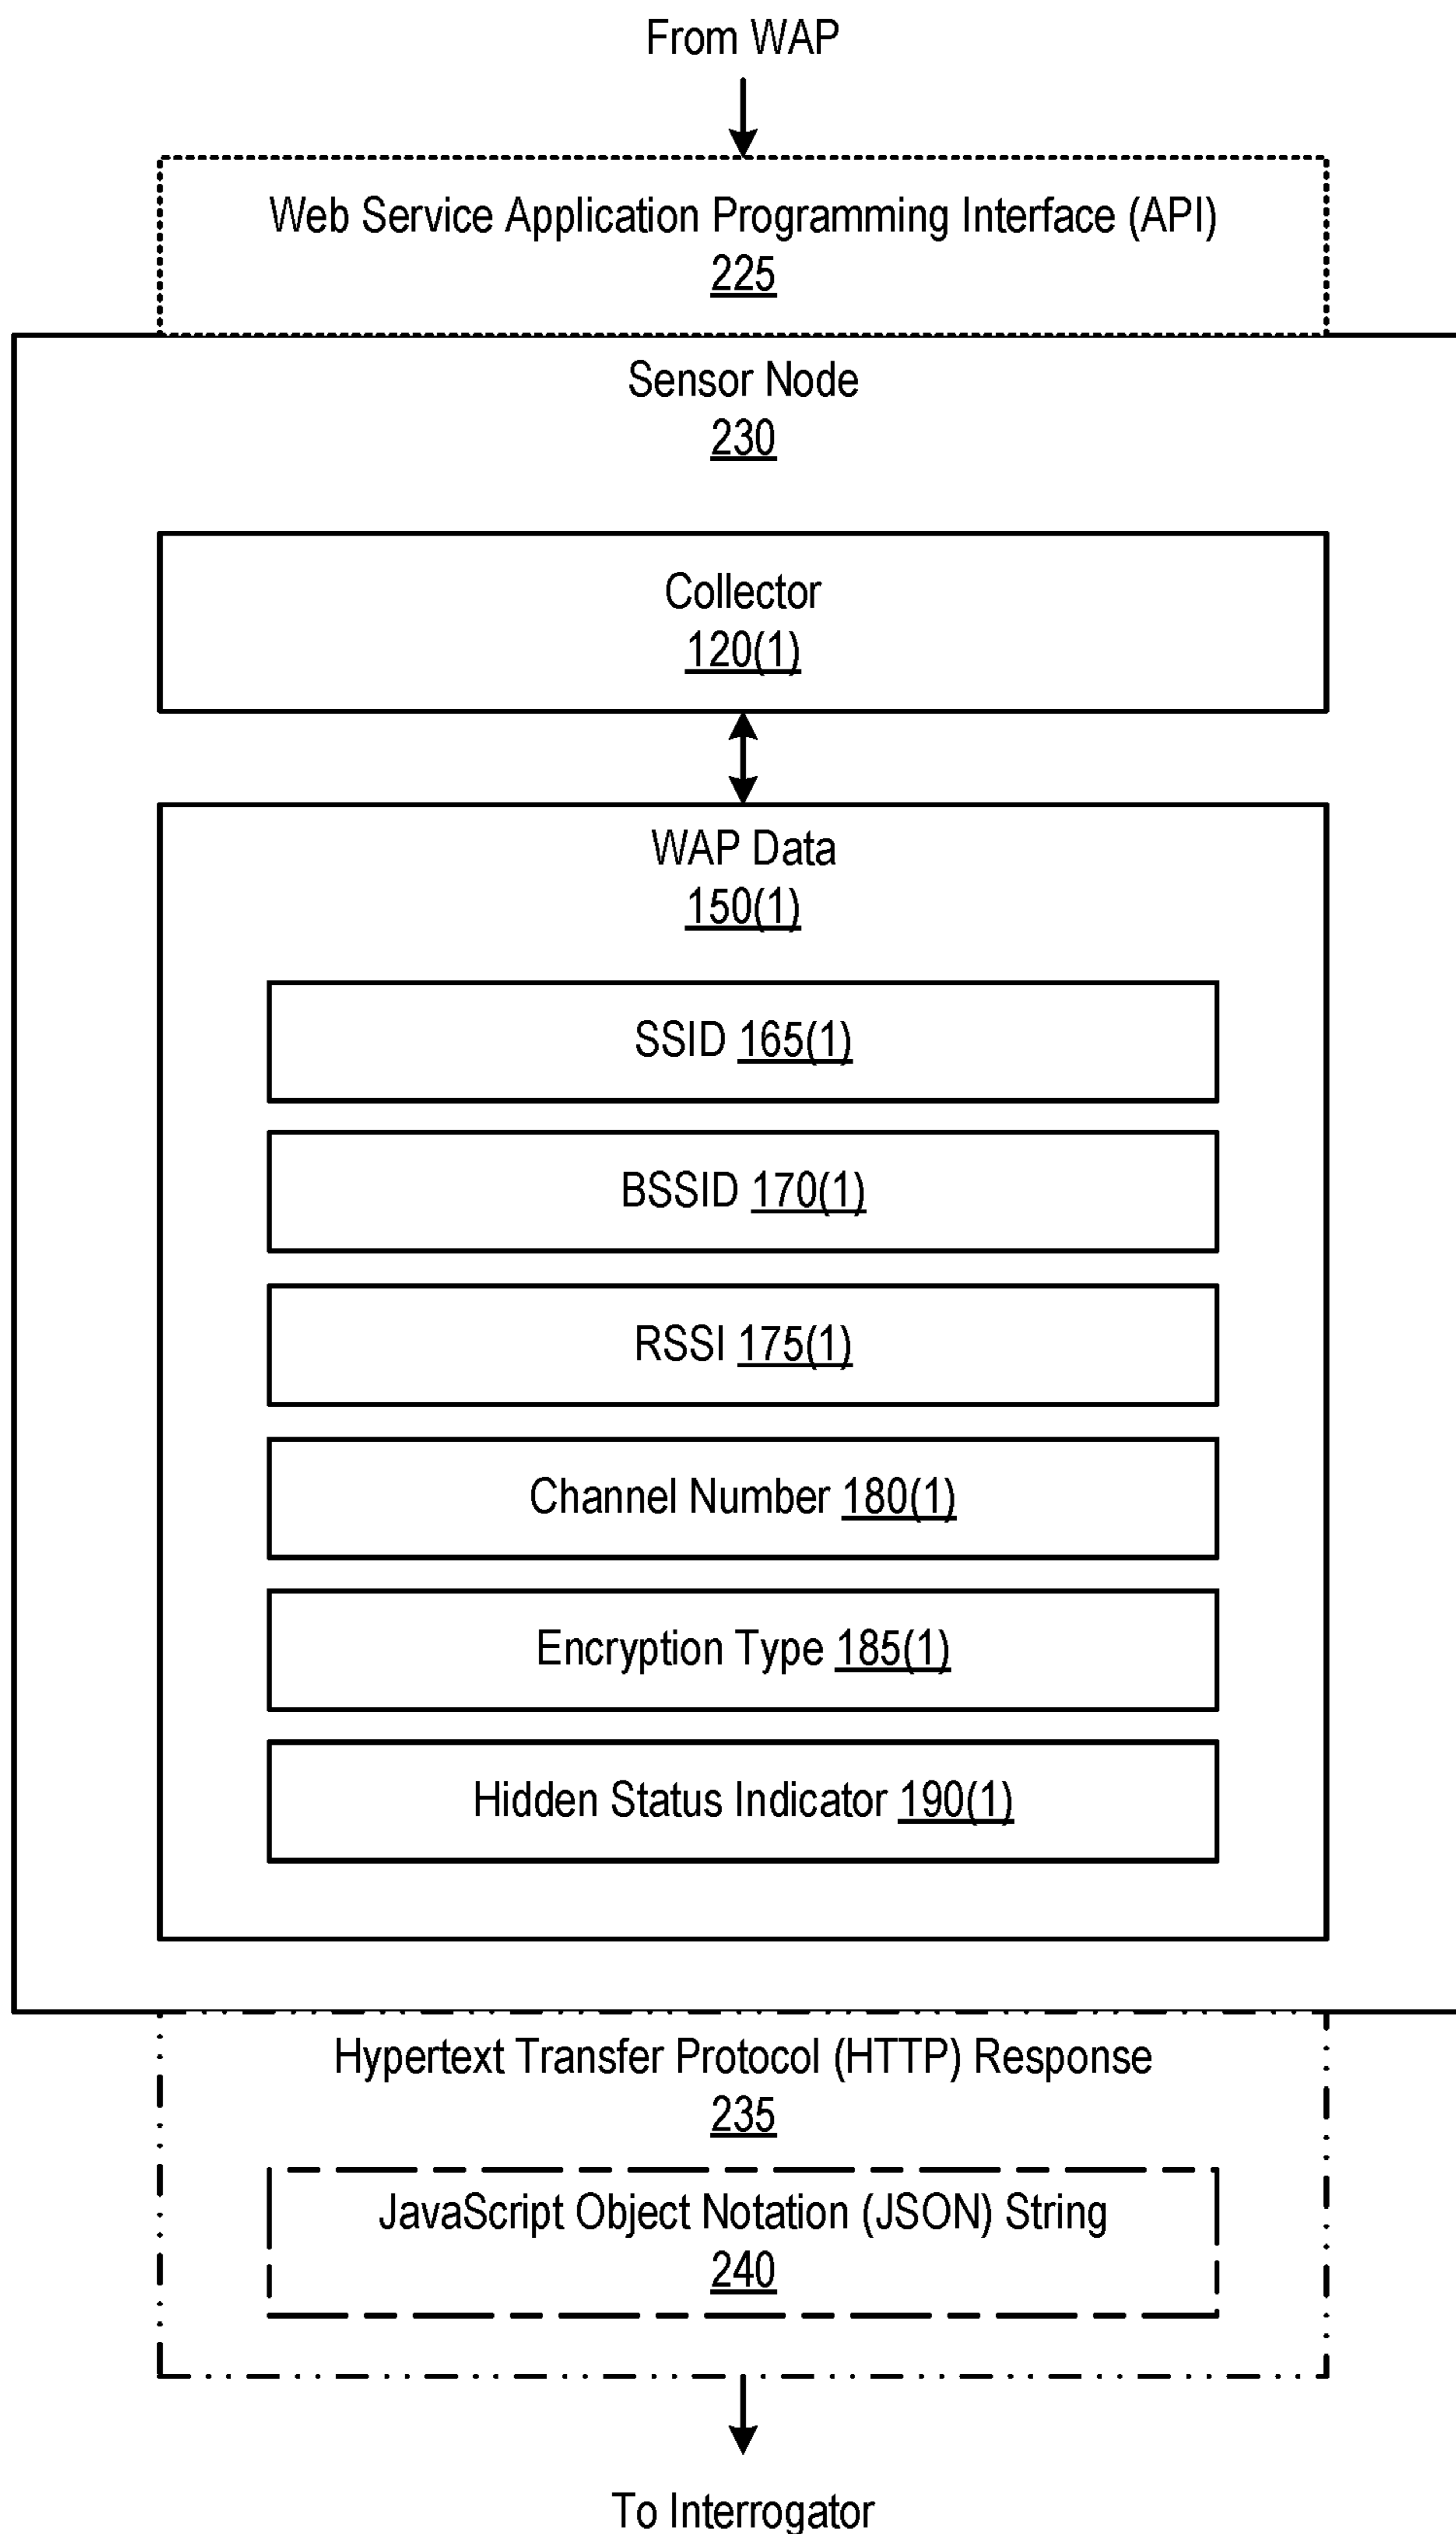 From WAP
Web Service Application Programming Interface (API)
225
Sensor Node
230
Collector
120(1)
WAP Data
150(1)
SSID 165(1)
BSSID 170(1)
RSSI 175(1)
Channel Number 180(1)
Encryption Type 185(1)
Hidden Status Indicator 190(1)
Hypertext Transfer Protocol (HTTP) Response
235
JavaScript Object Notation (JSON) String
240
To Interrogator